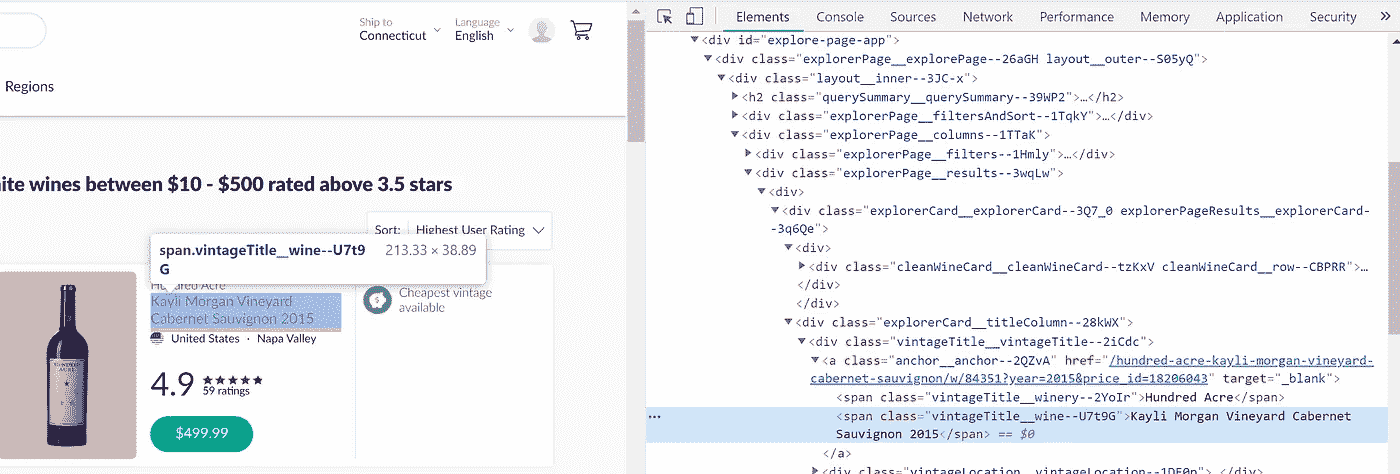 Ship to
Connecticut
Language
English
Regions
ite wines between $10 - $500 rated above 3.5 stars
Sort: Highest User Rating
span.vintageTitle__wine--U7t9
G
213.33 × 38.89
Hundred Acre
Kayli Morgan Vineyard
Cabernet Sauvignon 2015
United States · Napa Valley
4.9
59 ratings
$499.99
Cheapest vintage
available
Elements Console Sources Network Performance Memory Application Security »
▼<div id="explore-page-app">
▼<div class="explorerPage__explorePage--26aGH layout__outer--S05yQ">
▼<div class="layout__inner--3JC-x">
▶<h2 class="querySummary__querySummary--39WP2">…</h2>
▶<div class="explorerPage__filtersAndSort--1TqkY">…</div>
▼<div class="explorerPage__columns--1TTaK">
▶<div class="explorerPage__filters--1Hmly">…</div>
▼<div class="explorerPage__results--3wqLw">
▼<div>
▼<div class="explorerCard__explorerCard--3Q7_0 explorerPageResults__explorerCard-
-3q6Qe">
▼<div>
▶<div class="cleanWineCard__cleanWineCard--tzKxV cleanWineCard__row--CBPRR">…
</div>
</div>
▼<div class="explorerCard__titleColumn--28kWX">
▼<div class="vintageTitle__vintageTitle--2iCdc">
▼<a class="anchor__anchor--2QZvA" href="/hundred-acre-kayli-morgan-vineyard-
cabernet-sauvignon/w/84351?year=2015&price_id=18206043" target="_blank">
<span class="vintageTitle__winery--2YoIr">Hundred Acre</span>
<span class="vintageTitle__wine--U7t9G">Kayli Morgan Vineyard Cabernet
Sauvignon 2015</span> == $0
</a>
▶<div class="vintageLocation__vintageLocation--1DF0p">…</div>